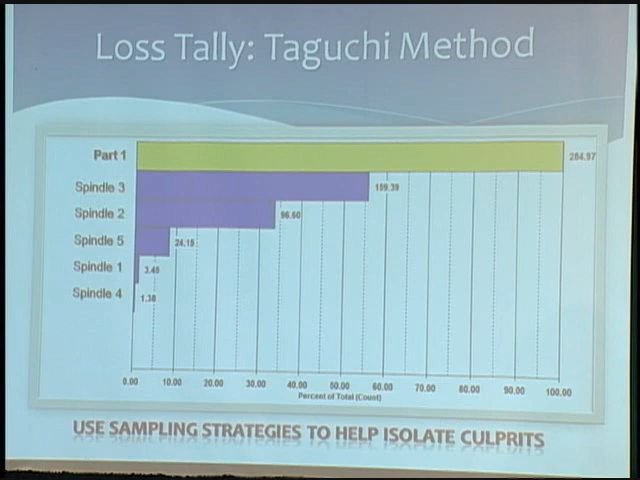 Loss Tally: Taguchi Method
Part 1 284.97
Spindle 3 159.39
Spindle 2 96.60
Spindle 5 24.15
Spindle 1 3.45
Spindle 4 1.38
0.00 10.00 20.00 30.00 40.00 50.00 60.00 70.00 80.00 90.00 100.00
Percent of Total (Count)
USE SAMPLING STRATEGIES TO HELP ISOLATE CULPRITS